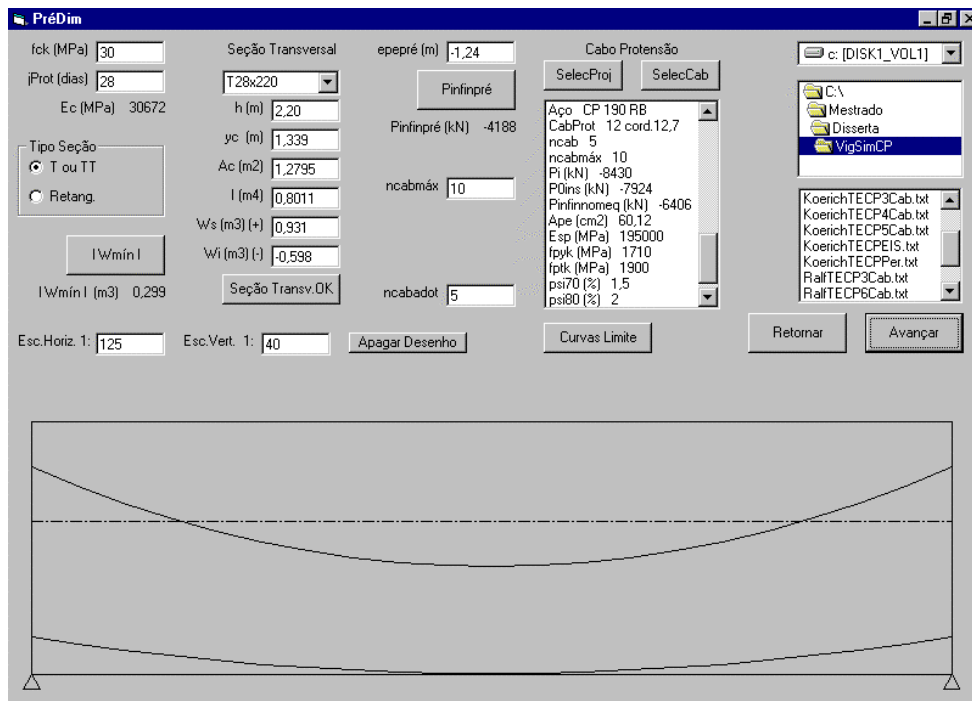 PréDim
fck (MPa) 30
jProt (dias) 28
Ec (MPa) 30672
Tipo Seção
T ou TT
Retang.
I Wmín I
I Wmín I (m3) 0,299
Seção Transversal
T28x220
h (m) 2,20
yc (m) 1,339
Ac (m2) 1,2795
I (m4) 0,8011
Ws (m3) (+) 0,931
Wi (m3) (-) -0,598
Seção Transv.OK
epepré (m) -1,24
Pinfinpré
Pinfinpré (kN) -4188
ncabmáx 10
ncabadot 5
Cabo Protensão
SelecProj SelecCab
Aço CP 190 RB
CabProt 12 cord.12,7
ncab 5
ncabmáx 10
Pi (kN) -8430
P0ins (kN) -7924
Pinfinnomeq (kN) -6406
Ape (cm2) 60,12
Esp (MPa) 195000
fpyk (MPa) 1710
fptk (MPa) 1900
psi70 (%) 1,5
psi80 (%) 2
c: [DISK1_VOL1]
C:\
Mestrado
Disserta
VigSimCP
KoerichTECP3Cab.txt
KoerichTECP4Cab.txt
KoerichTECP5Cab.txt
KoerichTECPEIS.txt
KoerichTECPPer.txt
RalfTECP3Cab.txt
RalfTECP6Cab.txt
Esc.Horiz. 1: 125
Esc.Vert. 1: 40
Apagar Desenho
Curvas Limite
Retornar
Avançar